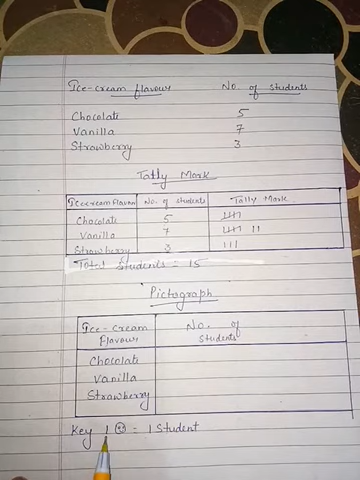 Ice-cream flavour No. of students
Chocolate 5
Vanilla 7
Strawberry 3
Tally Mark
Ice-cream Flavour No. of students Tally Mark
Chocolate 5 𝍸
Vanilla 7 𝍸 ||
Strawberry 3 |||
Total students = 15
Pictograph
Ice-Cream No. of
Flavour students
Chocolate
Vanilla
Strawberry
Key 1 ☺ = 1 Student